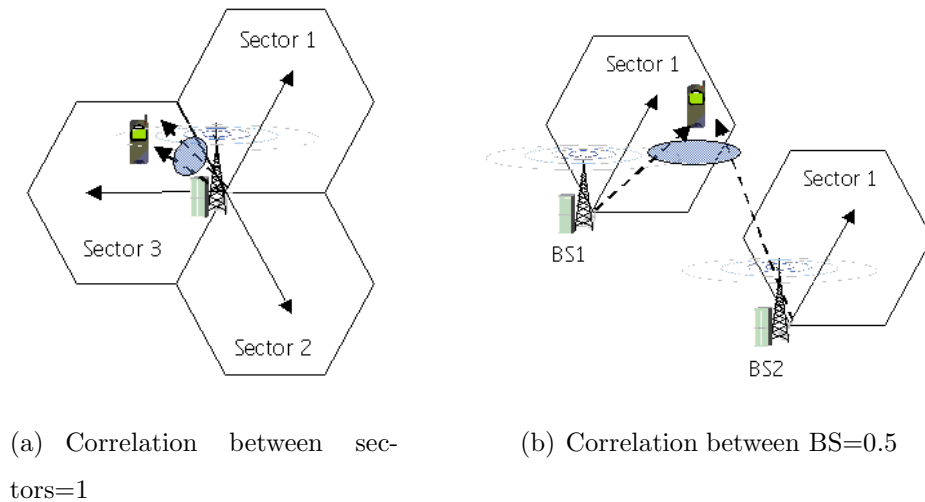 Sector 1
Sector 3
Sector 2
Sector 1
BS1
Sector 1
BS2
(a) Correlation between sec-
tors=1
(b) Correlation between BS=0.5